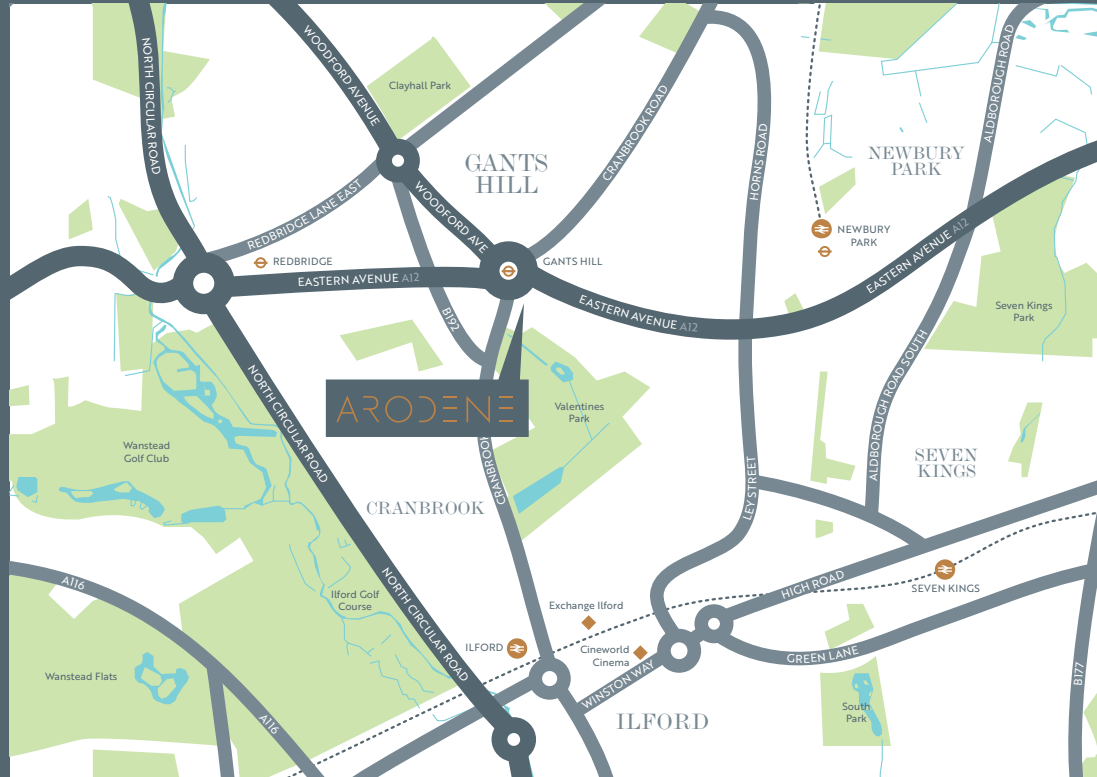 NORTH CIRCULAR ROAD
WOODFORD AVENUE
Clayhall Park
CRANBROOK ROAD
HORNS ROAD
ALDBOROUGH ROAD
GANTS
HILL
NEWBURY
PARK
REDBRIDGE LANE EAST
WOODFORD AVE
NEWBURY
PARK
REDBRIDGE
GANTS HILL
EASTERN AVENUE A12
EASTERN AVENUE A12
EASTERN AVENUE A12
B192
Seven Kings
Park
ARODENE
Valentines
Park
ALDBOROUGH ROAD SOUTH
NORTH CIRCULAR ROAD
Wanstead
Golf Club
SEVEN
KINGS
CRANBROOK
CRANBROOK
LEY STREET
A116
Ilford Golf
Course
NORTH CIRCULAR ROAD
HIGH ROAD
SEVEN KINGS
Exchange Ilford
ILFORD
Cineworld
Cinema
GREEN LANE
Wanstead Flats
WINSTON WAY
B177
A116
ILFORD
South
Park